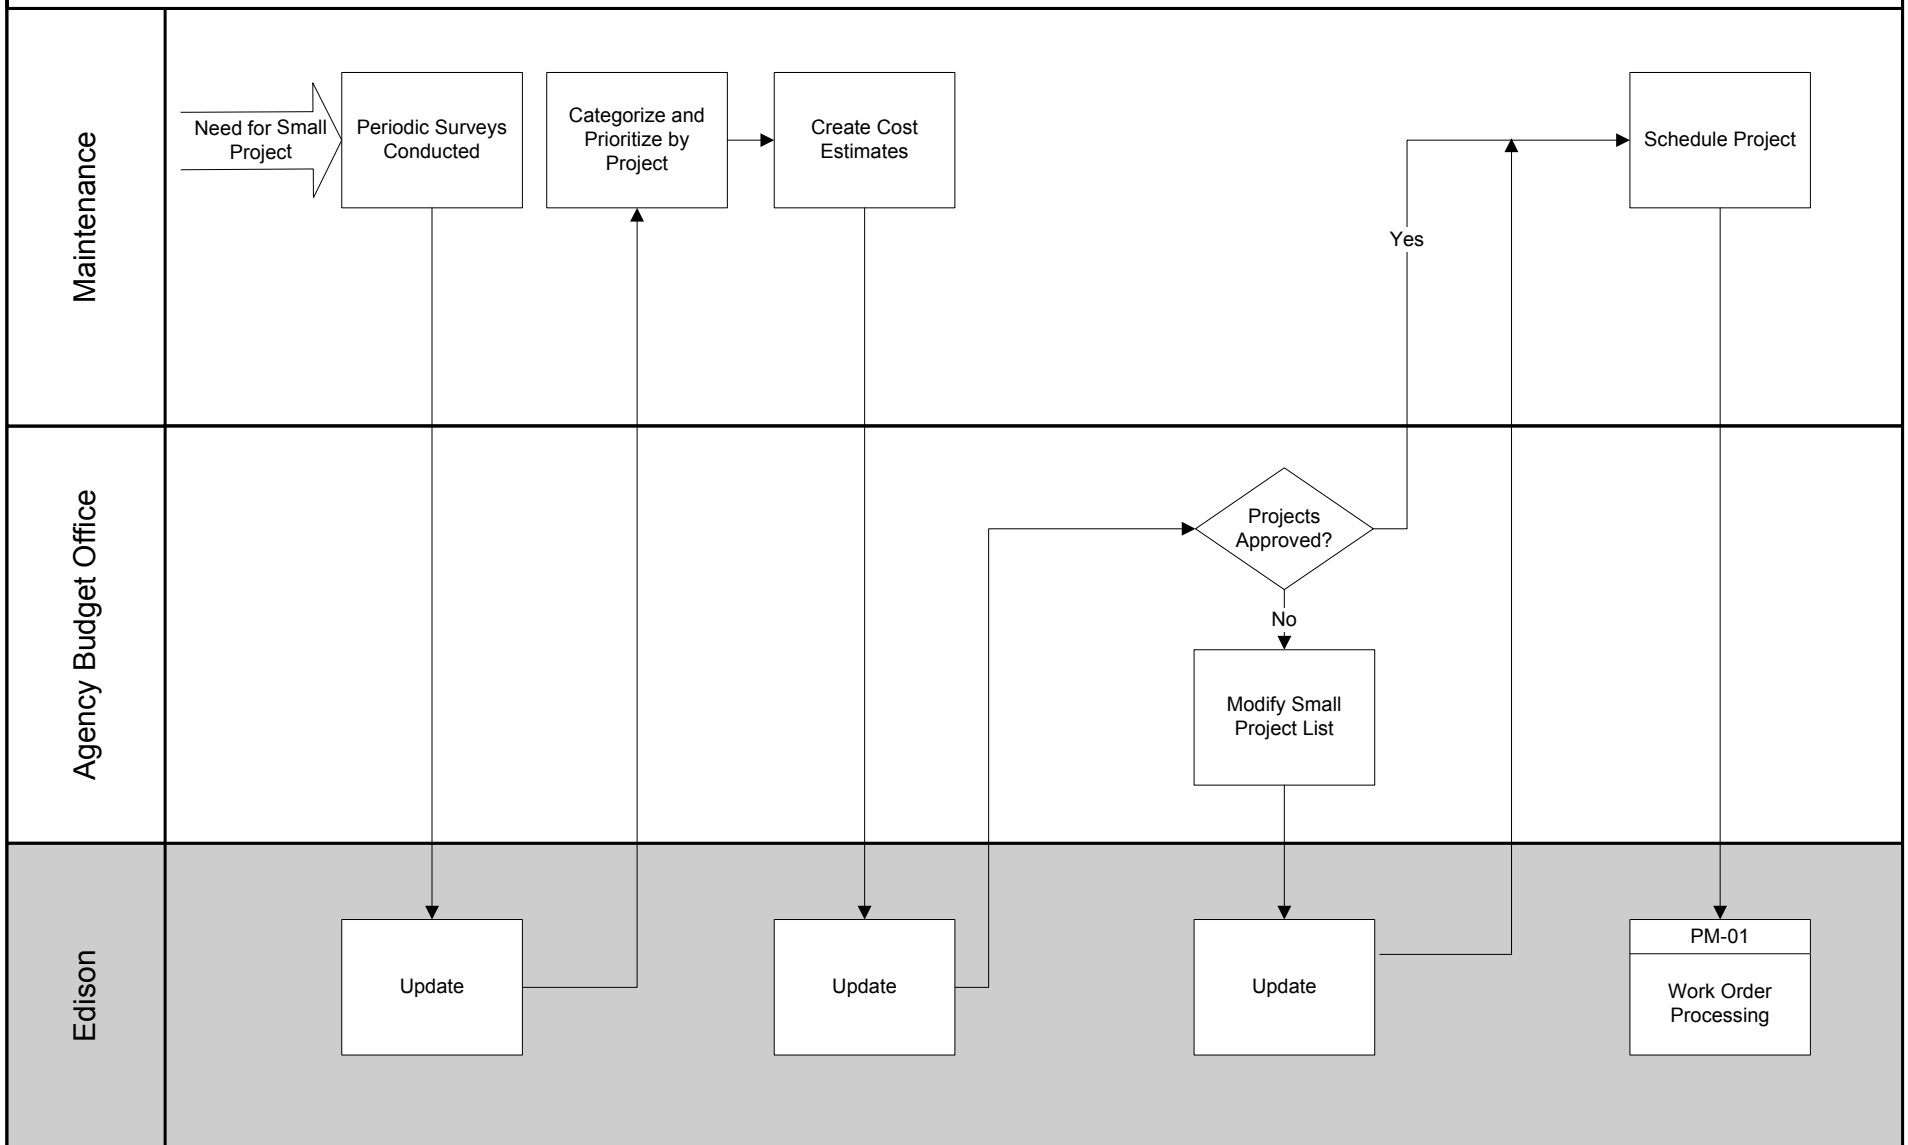 Maintenance
Need for Small
Project
Periodic Surveys
Conducted
Categorize and
Prioritize by
Project
Create Cost
Estimates
Schedule Project
Yes
Agency Budget Office
Projects
Approved?
No
Modify Small
Project List
Edison
Update
Update
Update
PM-01
Work Order
Processing